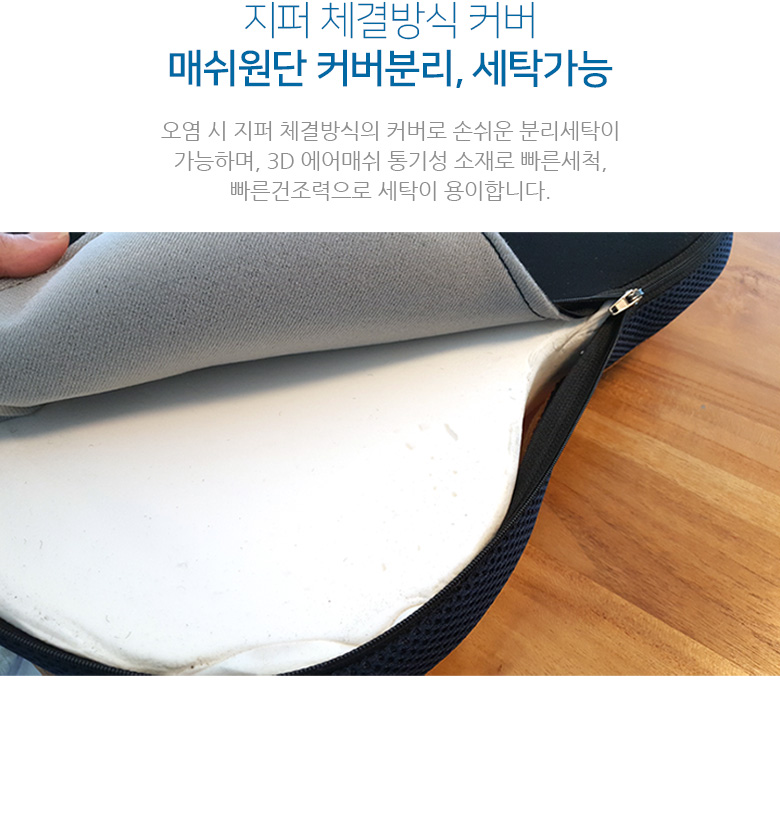 지퍼 체결방식 커버
매쉬원단 커버분리, 세탁가능
오염 시 지퍼 체결방식의 커버로 손쉬운 분리세탁이
가능하며, 3D 에어매쉬 통기성 소재로 빠른세척,
빠른건조력으로 세탁이 용이합니다.